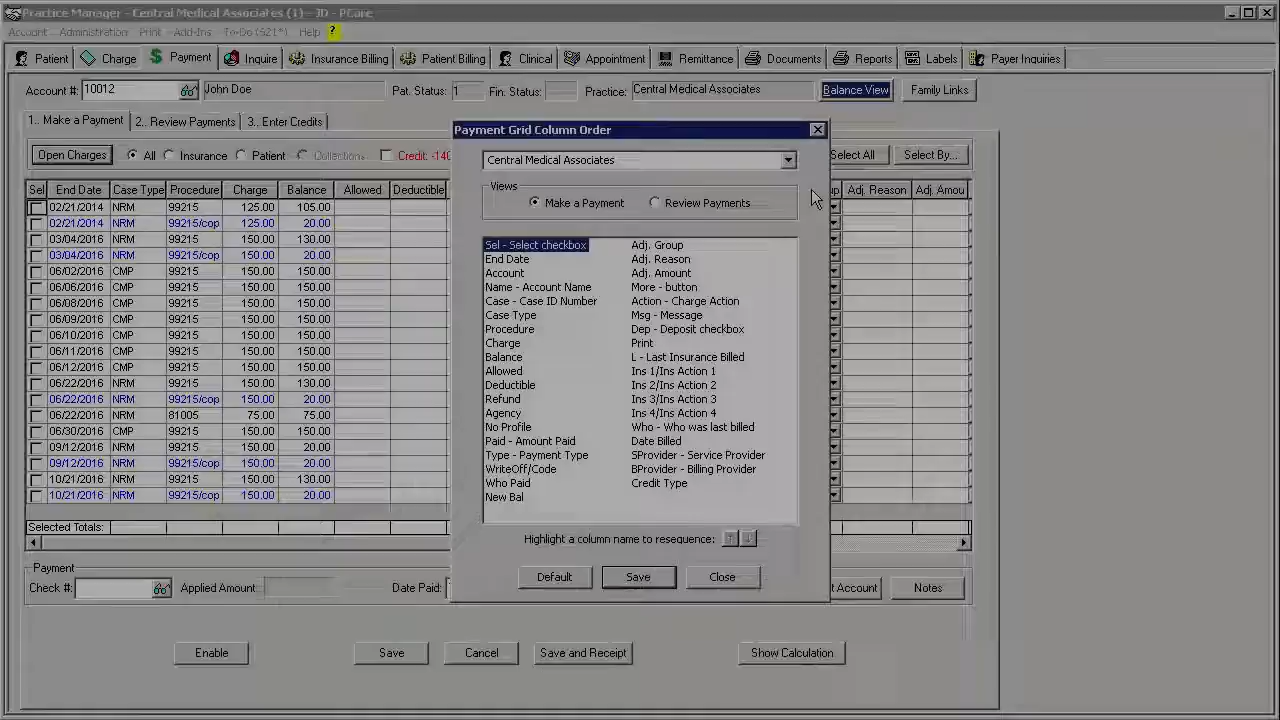 Practice Manager - Central Medical Associates (1) - JD - PCare
Account Administration Print Add-Ins To-Do (521*) Help ?
Patient Charge Payment Inquire Insurance Billing Patient Billing Clinical Appointment Remittance Documents Reports Labels Payer Inquiries
Account #: 10012 John Doe Pat. Status: 1 Fin. Status: Practice: Central Medical Associates Balance View Family Links
1.. Make a Payment 2.. Review Payments 3.. Enter Credits
Open Charges All Insurance Patient Collections Credit: -140 Select All Select By...
Sel End Date Case Type Procedure Charge Balance Allowed Deductible up Adj. Reason Adj. Amou
02/21/2014 NRM 99215 125.00 105.00
02/21/2014 NRM 99215/cop 125.00 20.00
03/04/2016 NRM 99215 150.00 130.00
03/04/2016 NRM 99215/cop 150.00 20.00
06/02/2016 CMP 99215 150.00 150.00
06/06/2016 CMP 99215 150.00 150.00
06/08/2016 CMP 99215 150.00 150.00
06/09/2016 CMP 99215 150.00 150.00
06/10/2016 CMP 99215 150.00 150.00
06/11/2016 CMP 99215 150.00 150.00
06/12/2016 CMP 99215 150.00 150.00
06/22/2016 NRM 99215 150.00 130.00
06/22/2016 NRM 99215/cop 150.00 20.00
06/22/2016 NRM 81005 75.00 75.00
06/30/2016 CMP 99215 150.00 150.00
09/12/2016 NRM 99215 150.00 20.00
09/12/2016 NRM 99215/cop 150.00 20.00
10/21/2016 NRM 99215 150.00 130.00
10/21/2016 NRM 99215/cop 150.00 20.00
Selected Totals:
Payment
Check #: Applied Amount Date Paid: t Account Notes
Enable Save Cancel Save and Receipt Show Calculation
Payment Grid Column Order
Central Medical Associates
Views
Make a Payment Review Payments
Sel - Select checkbox
End Date
Account
Name - Account Name
Case - Case ID Number
Case Type
Procedure
Charge
Balance
Allowed
Deductible
Refund
Agency
No Profile
Paid - Amount Paid
Type - Payment Type
WriteOff/Code
Who Paid
New Bal
Adj. Group
Adj. Reason
Adj. Amount
More - button
Action - Charge Action
Msg - Message
Dep - Deposit checkbox
Print
L - Last Insurance Billed
Ins 1/Ins Action 1
Ins 2/Ins Action 2
Ins 3/Ins Action 3
Ins 4/Ins Action 4
Who - Who was last billed
Date Billed
SProvider - Service Provider
BProvider - Billing Provider
Credit Type
Highlight a column name to resequence:
Default Save Close